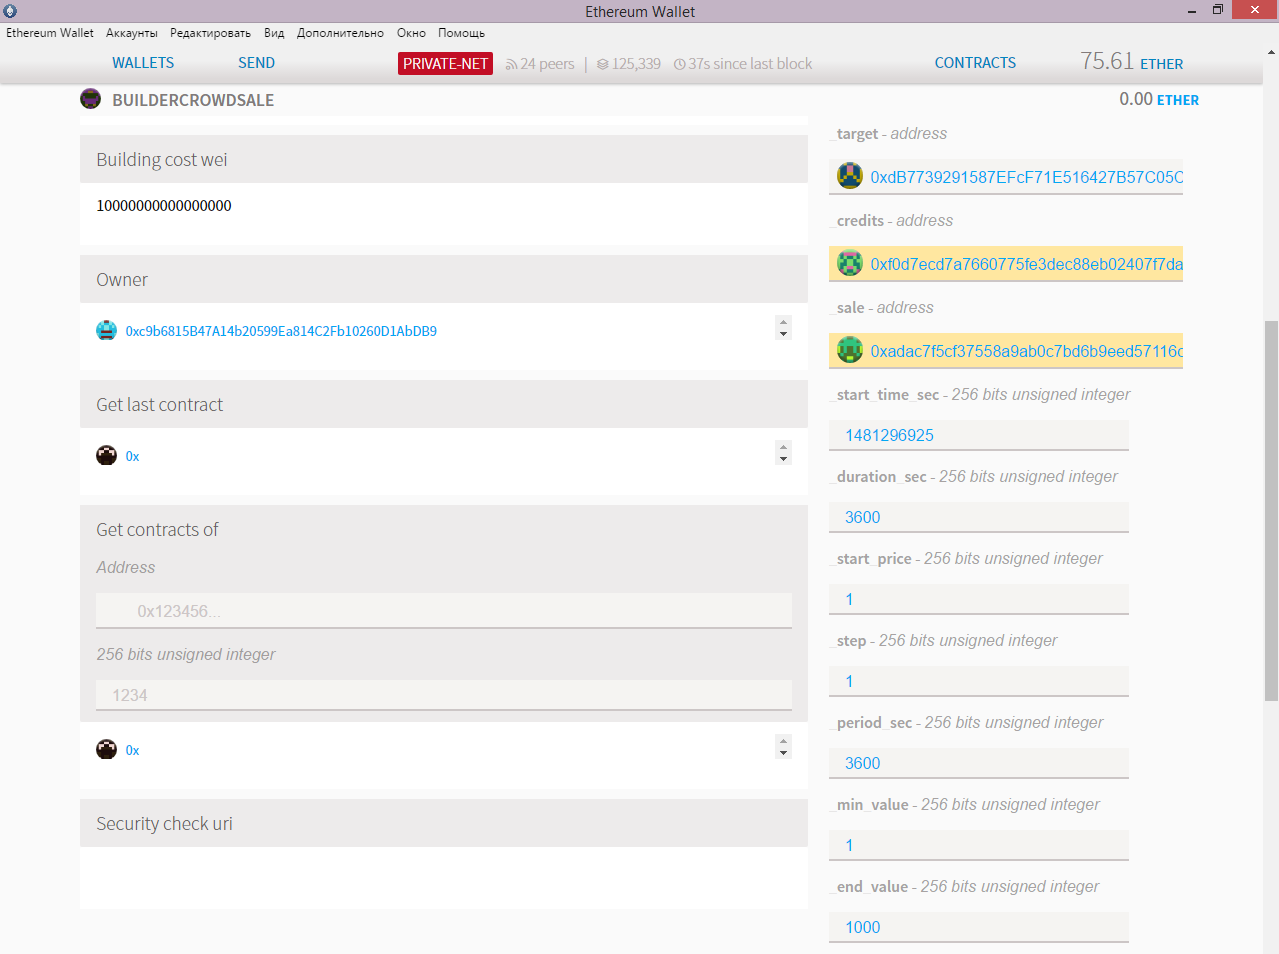 Ethereum Wallet
Ethereum Wallet Аккаунты Редактировать Вид Дополнительно Окно Помощь
WALLETS SEND PRIVATE-NET 24 peers | 125,339 37s since last block CONTRACTS 75.61 ETHER
BUILDERCROWDSALE 0.00 ETHER
Building cost wei
10000000000000000
Owner
0xc9b6815B47A14b20599Ea814C2Fb10260D1AbDB9
Get last contract
0x
Get contracts of
Address
0x123456...
256 bits unsigned integer
1234
0x
Security check uri
_target - address
0xdB7739291587EFcF71E516427B57C05C
_credits - address
0xf0d7ecd7a7660775fe3dec88eb02407f7da
_sale - address
0xadac7f5cf37558a9ab0c7bd6b9eed57116c
_start_time_sec - 256 bits unsigned integer
1481296925
_duration_sec - 256 bits unsigned integer
3600
_start_price - 256 bits unsigned integer
1
_step - 256 bits unsigned integer
1
_period_sec - 256 bits unsigned integer
3600
_min_value - 256 bits unsigned integer
1
_end_value - 256 bits unsigned integer
1000